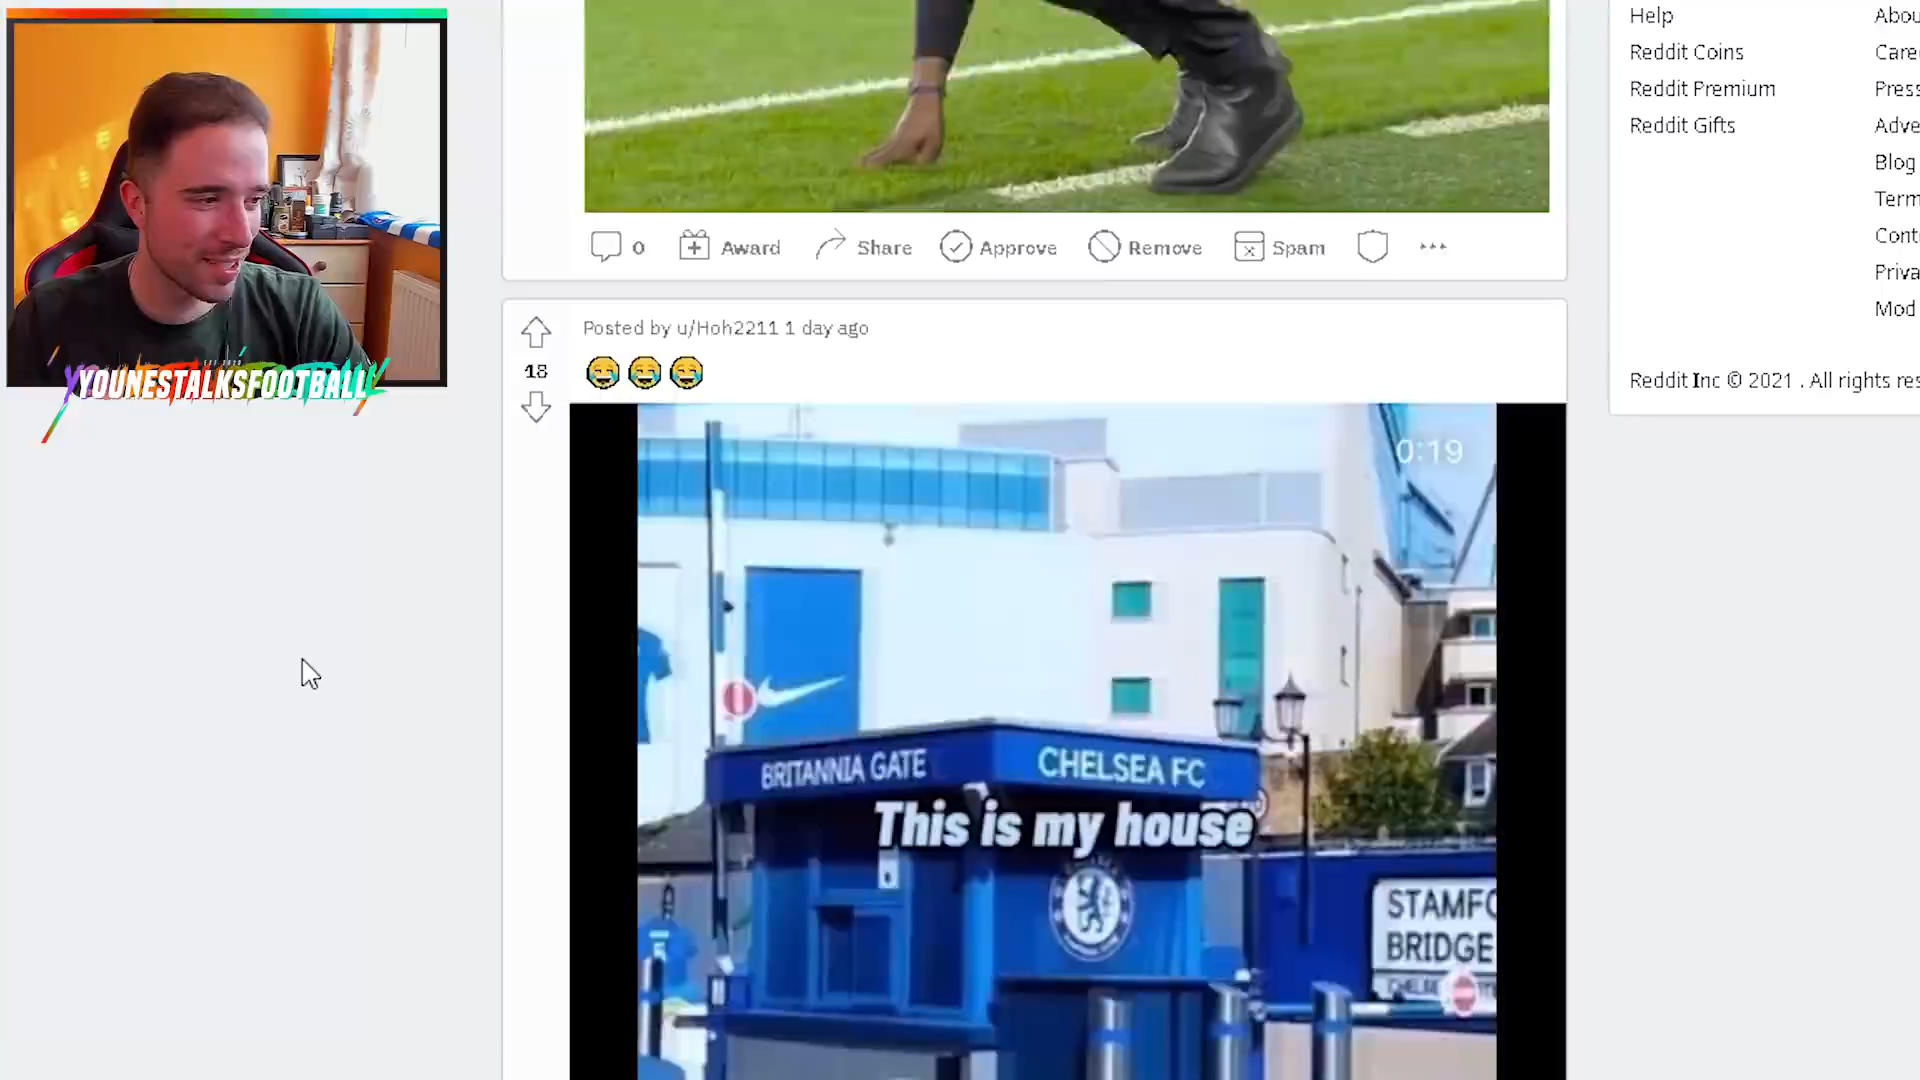 YOUNESTALKSFOOTBALL
0
Award
Share
Approve
Remove
Spam
Posted by u/Hoh2211 1 day ago
18
0:19
BRITANNIA GATE
CHELSEA FC
This is my house
STAMFO
BRIDGE
Help
Reddit Coins
Reddit Premium
Reddit Gifts
Abou
Care
Press
Adve
Blog
Term
Cont
Priva
Mod
Reddit Inc © 2021 . All rights res